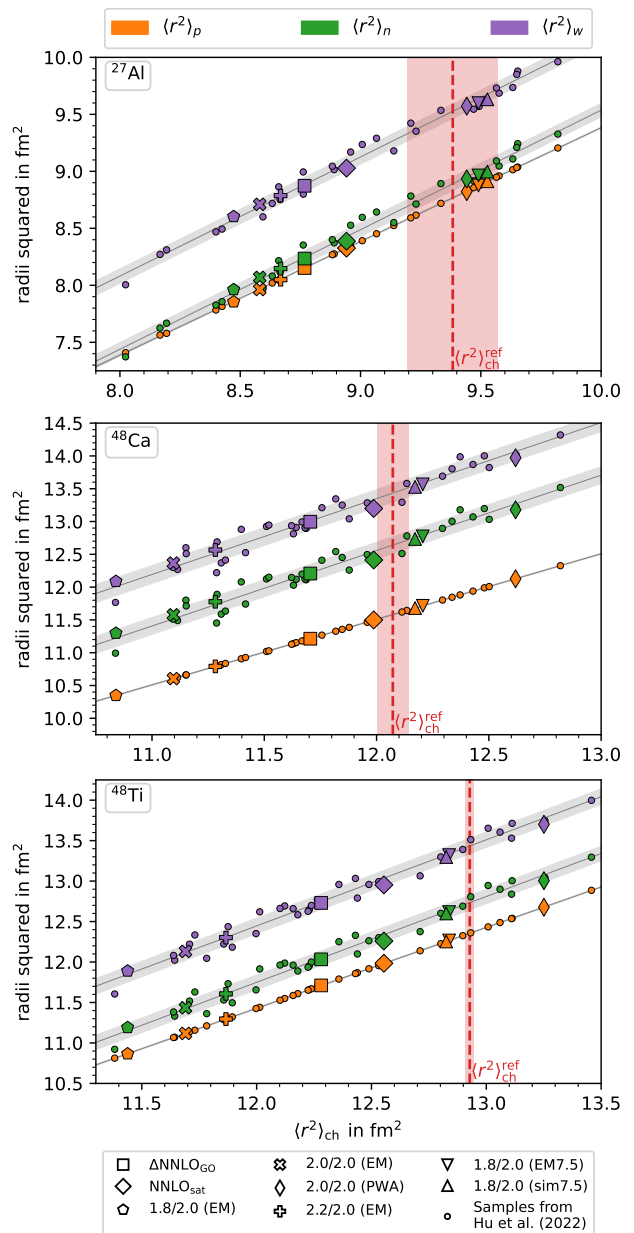 ⟨r²⟩ₚ ⟨r²⟩ₙ ⟨r²⟩w
10.0
²⁷Al
9.5
9.0
8.5
8.0
7.5
radii squared in fm²
⟨r²⟩ref ch
8.0 8.5 9.0 9.5 10.0
14.5
⁴⁸Ca
14.0
13.5
13.0
12.5
12.0
11.5
11.0
10.5
10.0
radii squared in fm²
⟨r²⟩ref ch
11.0 11.5 12.0 12.5 13.0
⁴⁸Ti
14.0
13.5
13.0
12.5
12.0
11.5
11.0
10.5
radii squared in fm²
⟨r²⟩ref ch
11.5 12.0 12.5 13.0 13.5
⟨r²⟩ch in fm²
ΔNNLO_GO 2.0/2.0 (EM) 1.8/2.0 (EM7.5)
NNLO_sat 2.0/2.0 (PWA) 1.8/2.0 (sim7.5)
1.8/2.0 (EM) 2.2/2.0 (EM) Samples from
Hu et al. (2022)